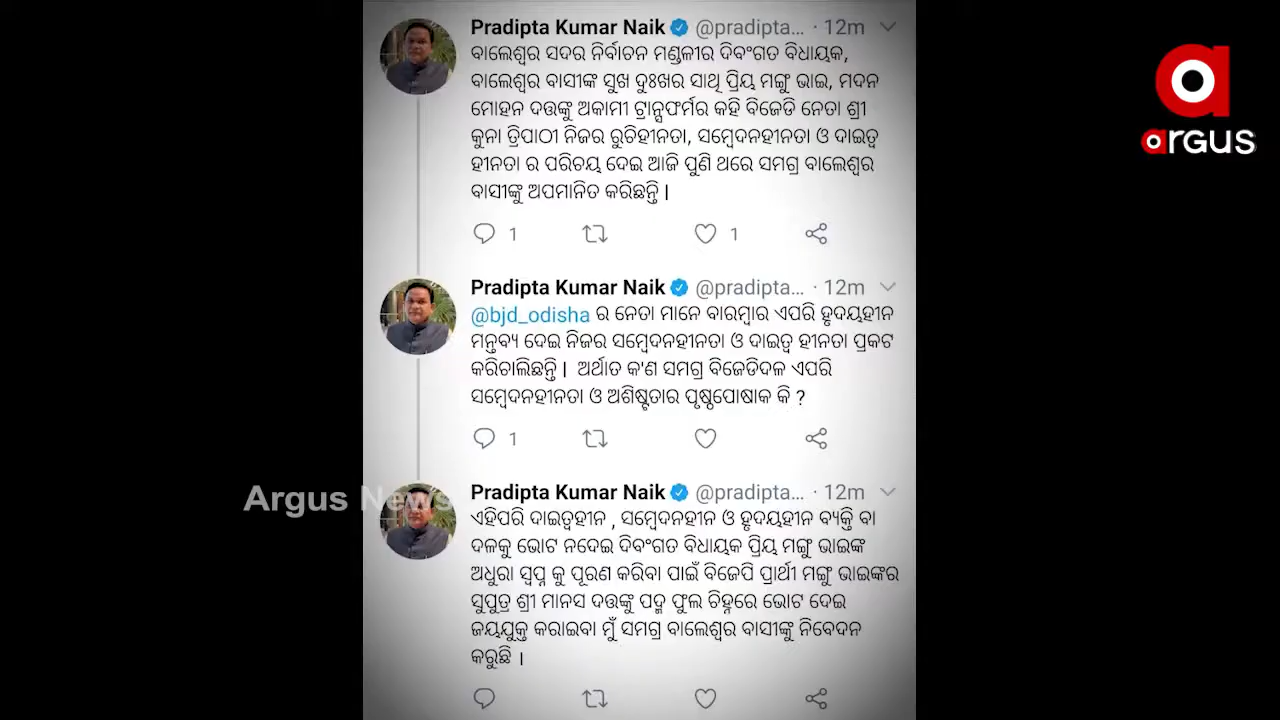 Pradipta Kumar Naik @pradipta... · 12m
ବାଲେଶ୍ୱର ସଦର ନିର୍ବାଚନ ମଣ୍ଡଳୀର ଦିବଂଗତ ବିଧାୟକ,
ବାଲେଶ୍ୱର ବାସୀଙ୍କ ସୁଖ ଦୁଃଖର ସାଥି ପ୍ରିୟ ମଙ୍ଗୁ ଭାଇ, ମଦନ
ମୋହନ ଦତ୍ତଙ୍କୁ ଅକାମୀ ଟ୍ରାନ୍ସଫର୍ମର କହି ବିଜେଡି ନେତା ଶ୍ରୀ
କୁନା ତ୍ରିପାଠୀ ନିଜର ରୁଚିହୀନତା, ସମ୍ବେଦନହୀନତା ଓ ଦାଇତ୍ୱ
ହୀନତା ର ପରିଚୟ ଦେଇ ଆଜି ପୁଣି ଥରେ ସମଗ୍ର ବାଲେଶ୍ୱର
ବାସୀଙ୍କୁ ଅପମାନିତ କରିଛନ୍ତି |
1 1
Pradipta Kumar Naik @pradipta... · 12m
@bjd_odisha ର ନେତା ମାନେ ବାରମ୍ବାର ଏପରି ହୃଦୟହୀନ
ମନ୍ତବ୍ୟ ଦେଇ ନିଜର ସମ୍ବେଦନହୀନତା ଓ ଦାଇତ୍ୱ ହୀନତା ପ୍ରକଟ
କରିଚାଲିଛନ୍ତି | ଅର୍ଥାତ କ'ଣ ସମଗ୍ର ବିଜେଡିଦଳ ଏପରି
ସମ୍ବେଦନହୀନତା ଓ ଅଶିଷ୍ଟତାର ପୃଷ୍ଠପୋଷାକ କି ?
1
Pradipta Kumar Naik @pradipta... · 12m
ଏହିପରି ଦାଇତ୍ୱହୀନ , ସମ୍ବେଦନହୀନ ଓ ହୃଦୟହୀନ ବ୍ୟକ୍ତି ବା
ଦଳକୁ ଭୋଟ ନଦେଇ ଦିବଂଗତ ବିଧାୟକ ପ୍ରିୟ ମଙ୍ଗୁ ଭାଇଙ୍କ
ଅଧୁରା ସ୍ୱପ୍ନ କୁ ପୂରଣ କରିବା ପାଇଁ ବିଜେପି ପ୍ରାର୍ଥୀ ମଙ୍ଗୁ ଭାଇଙ୍କର
ସୁପୁତ୍ର ଶ୍ରୀ ମାନସ ଦତ୍ତଙ୍କୁ ପଦ୍ମ ଫୁଲ ଚିହ୍ନରେ ଭୋଟ ଦେଇ
ଜୟଯୁକ୍ତ କରାଇବା ମୁଁ ସମଗ୍ର ବାଲେଶ୍ୱର ବାସୀଙ୍କୁ ନିବେଦନ
କରୁଛି ।
Argus News
argus